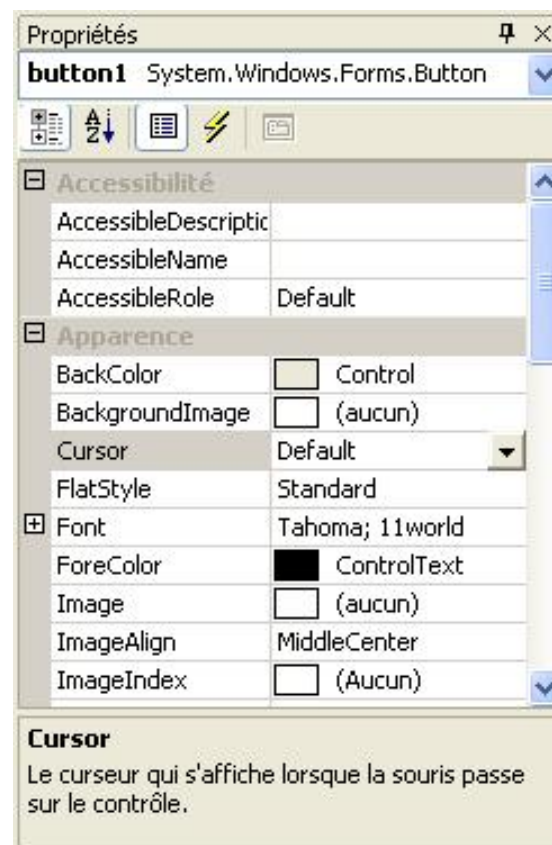 Propriétés
button1 System.Windows.Forms.Button
Accessibilité
AccessibleDescriptic
AccessibleName
AccessibleRole Default
Apparence
BackColor Control
BackgroundImage (aucun)
Cursor Default
FlatStyle Standard
Font Tahoma; 11world
ForeColor ControlText
Image (aucun)
ImageAlign MiddleCenter
ImageIndex (Aucun)
Cursor
Le curseur qui s'affiche lorsque la souris passe
sur le contrôle.